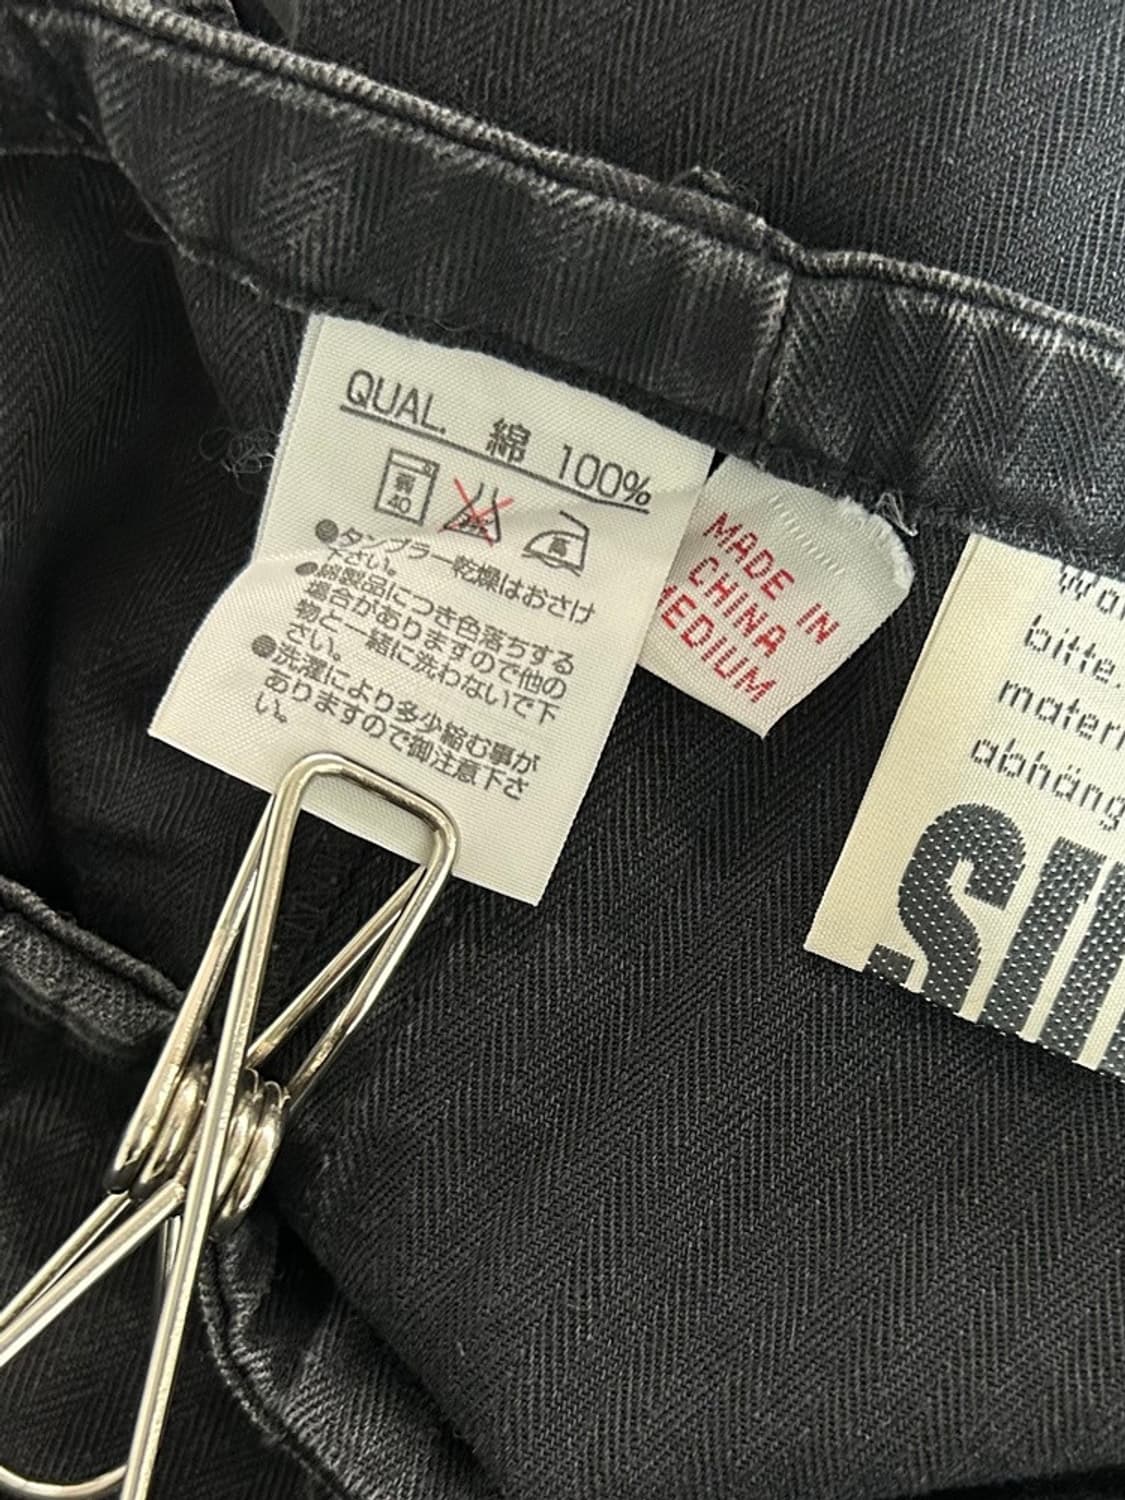 QUAL. 綿 100%
弱
40
高
●タンブラー乾燥はおさけ
下さい。
●綿製品につき色落ちする
場合がありますので他の
物と一緒に洗わないで下
さい。
●洗濯により多少縮む事が
ありますので御注意下さ
い。
MADE IN
CHINA
MEDIUM
bitte.
abhäng